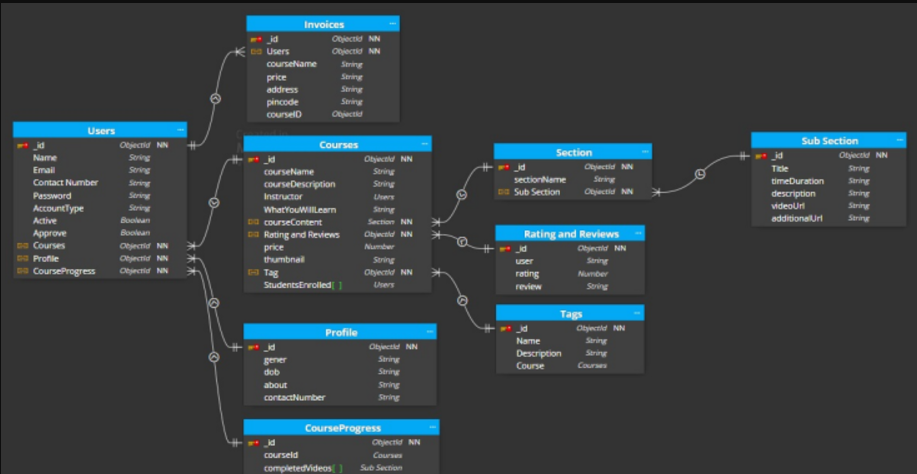 Invoices
_id ObjectId NN
Users ObjectId NN
courseName String
price String
address String
pincode String
courseID ObjectId
Users
_id ObjectId NN
Name String
Email String
Contact Number String
Password String
AccountType String
Active Boolean
Approve Boolean
Courses ObjectId NN
Profile ObjectId NN
CourseProgress ObjectId NN
Courses
_id ObjectId NN
courseName String
courseDescription String
Instructor Users
WhatYouWillLearn String
courseContent Section NN
Rating and Reviews ObjectId NN
price Number
thumbnail String
Tag ObjectId NN
StudentsEnrolled[ ] Users
Section
_id ObjectId NN
sectionName String
Sub Section ObjectId NN
Sub Section
_id ObjectId NN
Title String
timeDuration String
description String
videoUrl String
additionalUrl String
Rating and Reviews
_id ObjectId NN
user String
rating Number
review String
Tags
_id ObjectId NN
Name String
Description String
Course Courses
Profile
_id ObjectId NN
gener String
dob String
about String
contactNumber String
CourseProgress
_id ObjectId NN
courseId Courses
completedVideos[ ] Sub Section